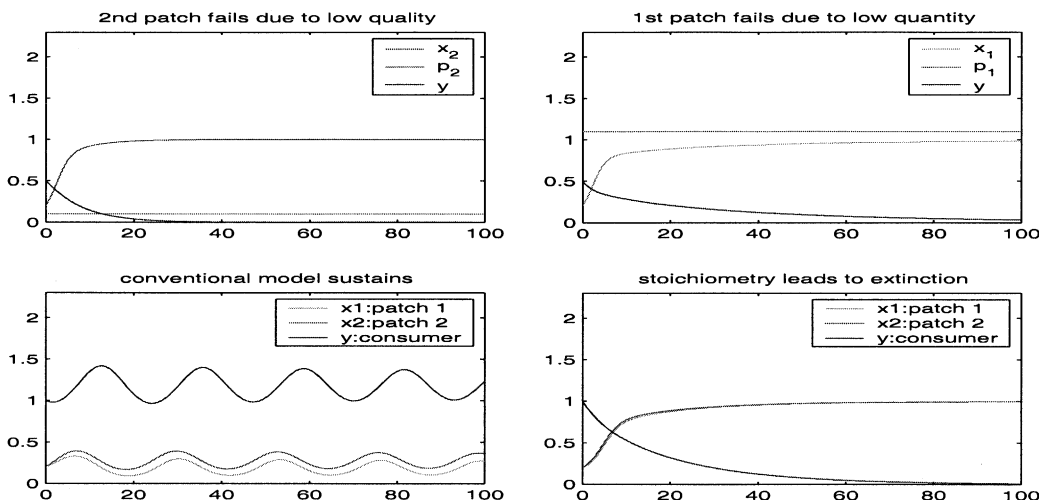 2nd patch fails due to low quality
2
1.5
1
0.5
0
x_2
p_2
y
0 20 40 60 80 100
1st patch fails due to low quantity
2
1.5
1
0.5
0
x_1
p_1
y
0 20 40 60 80 100
conventional model sustains
2
1.5
1
0.5
0
x1:patch 1
x2:patch 2
y:consumer
0 20 40 60 80 100
stoichiometry leads to extinction
2
1.5
1
0.5
0
x1:patch 1
x2:patch 2
y:consumer
0 20 40 60 80 100